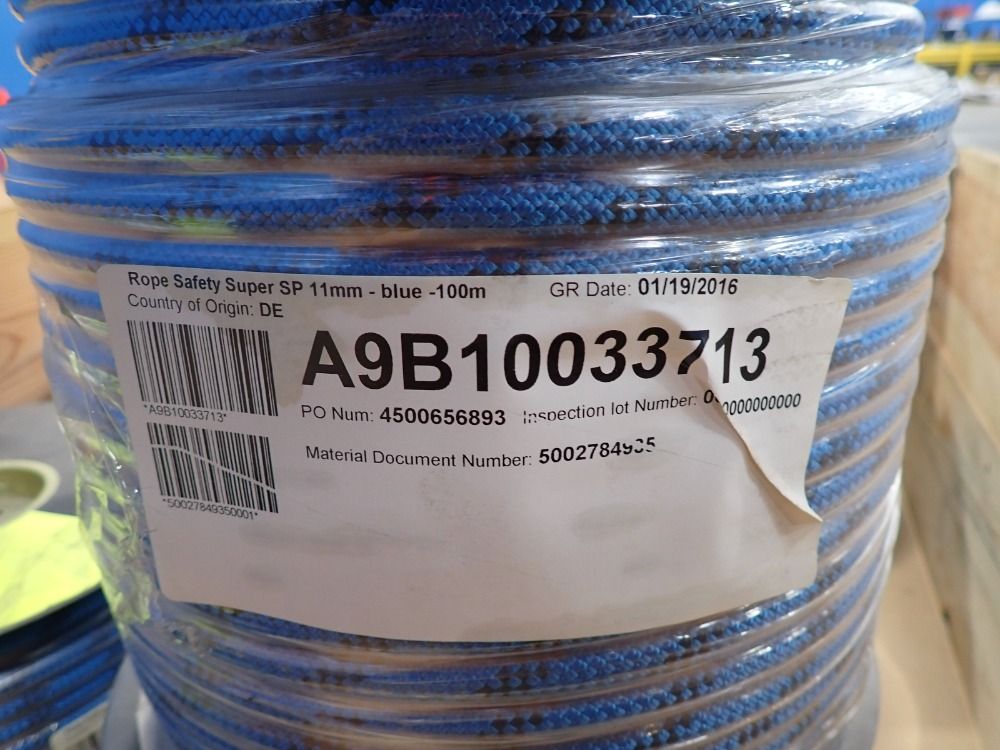 Rope Safety Super SP 11mm - blue -100m GR Date: 01/19/2016
Country of Origin: DE
A9B10033713
*A9B10033713*
PO Num: 4500656893 Inspection lot Number:
Material Document Number: 5002784935
*50027849350001*